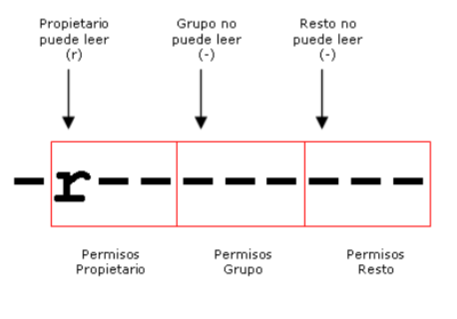 Propietario
puede leer
(r)
Grupo no
puede leer
(-)
Resto no
puede leer
(-)
-r--------
Permisos
Propietario
Permisos
Grupo
Permisos
Resto